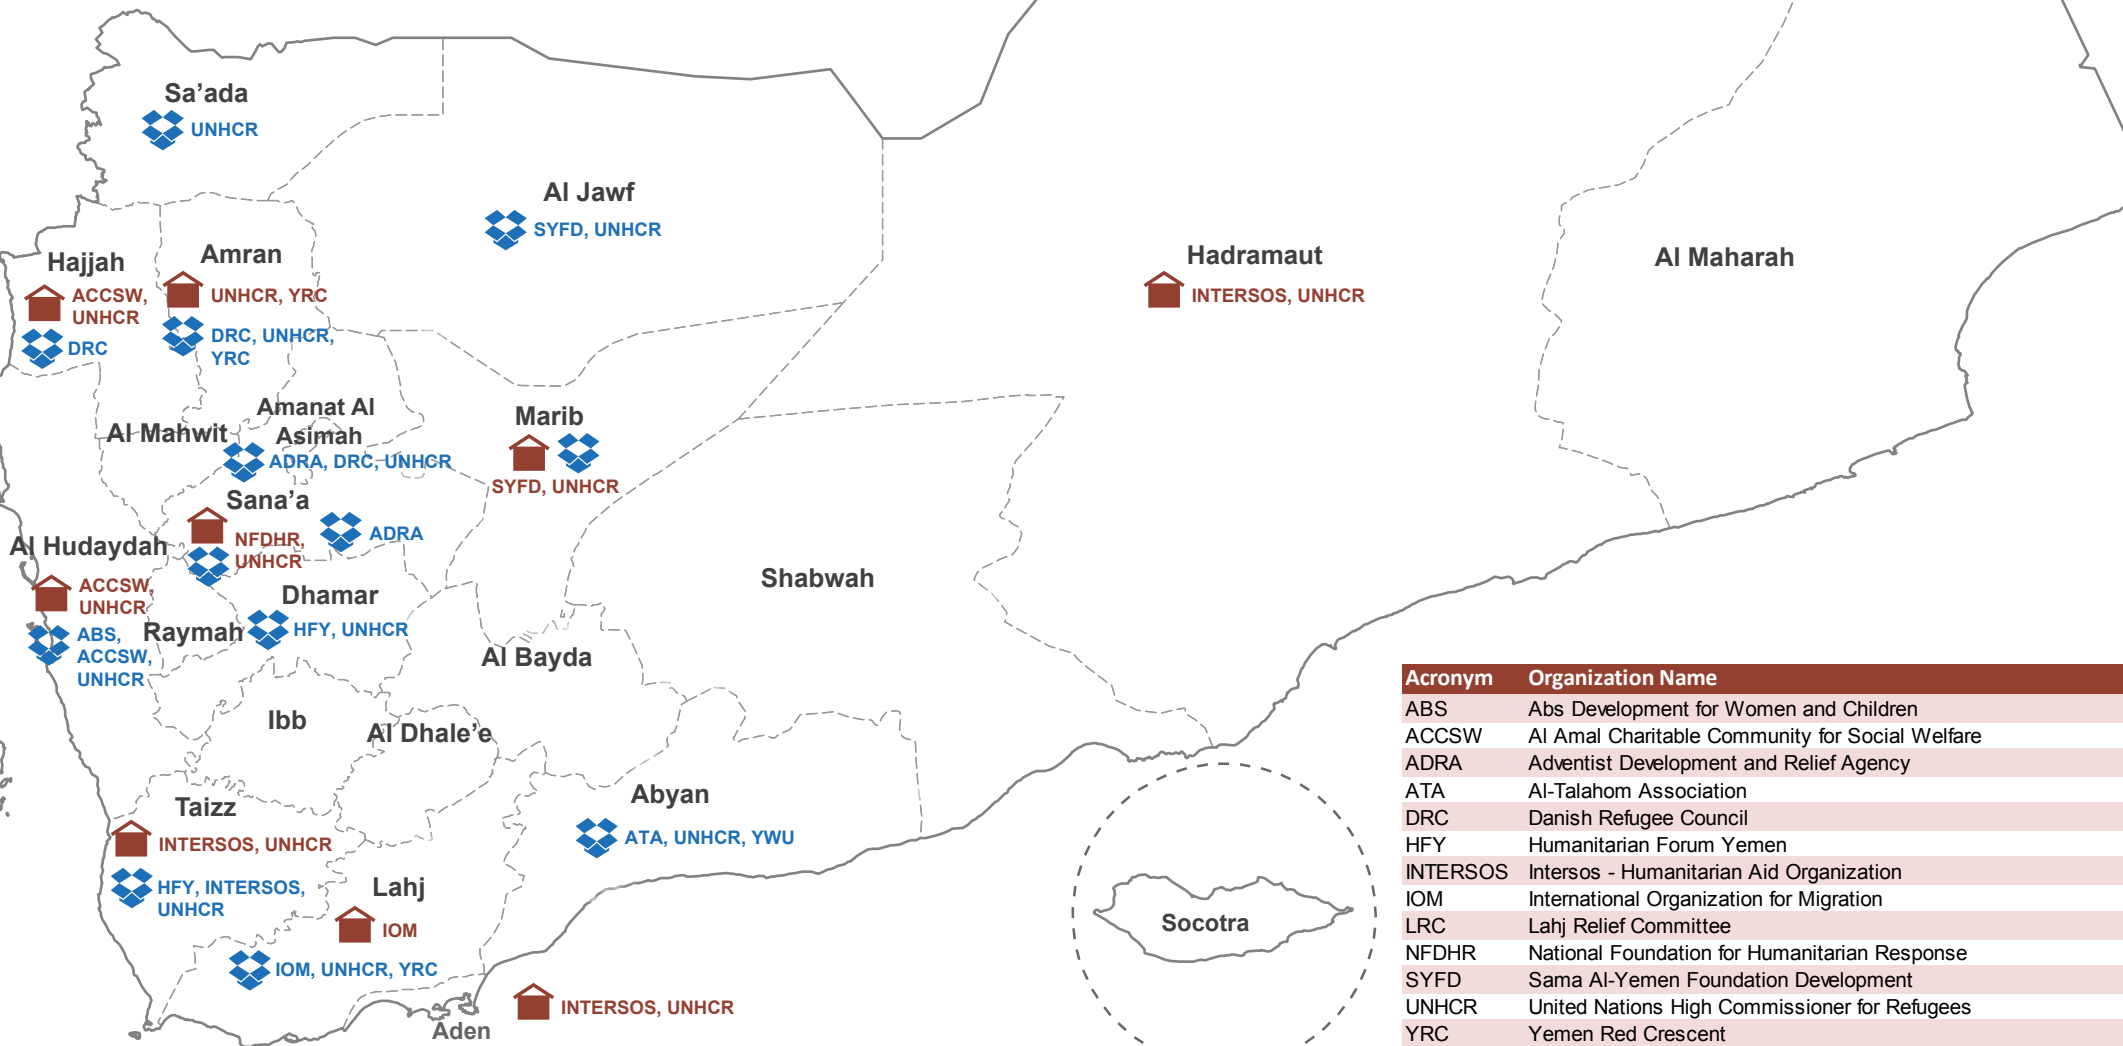 Sa’ada
UNHCR
Al Jawf
SYFD, UNHCR
Hajjah
ACCSW,
UNHCR
DRC
Amran
UNHCR, YRC
DRC, UNHCR,
YRC
Hadramaut
INTERSOS, UNHCR
Al Maharah
Amanat Al
Asimah
ADRA, DRC, UNHCR
Al Mahwit
Marib
SYFD, UNHCR
Sana’a
NFDHR,
UNHCR
ADRA
Al Hudaydah
ACCSW,
UNHCR
ABS,
ACCSW,
UNHCR
Raymah
Dhamar
HFY, UNHCR
Shabwah
Al Bayda
Ibb
Al Dhale’e
Taizz
INTERSOS, UNHCR
HFY, INTERSOS,
UNHCR
Abyan
ATA, UNHCR, YWU
Lahj
IOM
IOM, UNHCR, YRC
Aden
INTERSOS, UNHCR
Socotra
Acronym Organization Name
ABS Abs Development for Women and Children
ACCSW Al Amal Charitable Community for Social Welfare
ADRA Adventist Development and Relief Agency
ATA Al-Talahom Association
DRC Danish Refugee Council
HFY Humanitarian Forum Yemen
INTERSOS Intersos - Humanitarian Aid Organization
IOM International Organization for Migration
LRC Lahj Relief Committee
NFDHR National Foundation for Humanitarian Response
SYFD Sama Al-Yemen Foundation Development
UNHCR United Nations High Commissioner for Refugees
YRC Yemen Red Crescent